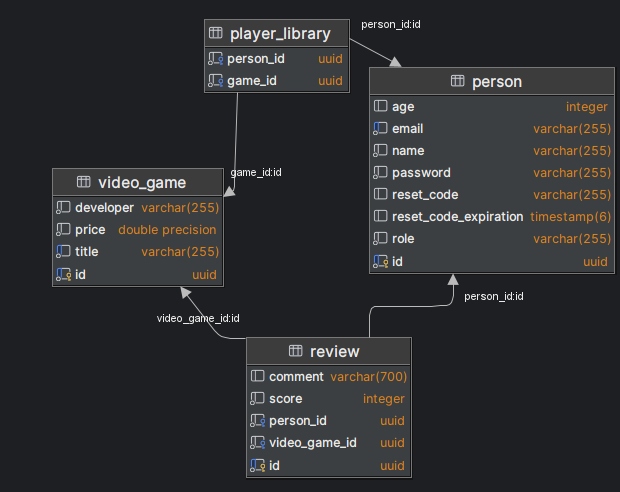 player_library
person_id uuid
game_id uuid
person_id:id
person
age integer
email varchar(255)
name varchar(255)
password varchar(255)
reset_code varchar(255)
reset_code_expiration timestamp(6)
role varchar(255)
id uuid
game_id:id
video_game
developer varchar(255)
price double precision
title varchar(255)
id uuid
person_id:id
video_game_id:id
review
comment varchar(700)
score integer
person_id uuid
video_game_id uuid
id uuid